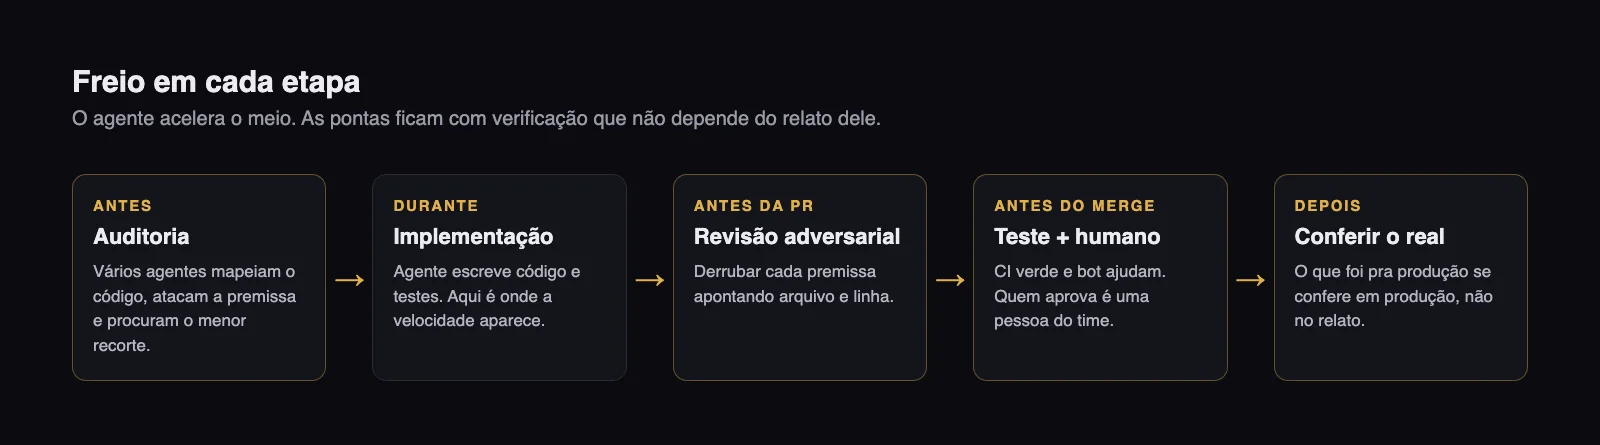 Freio em cada etapa
O agente acelera o meio. As pontas ficam com verificação que não depende do relato dele.
ANTES
Auditoria
Vários agentes mapeiam o
código, atacam a premissa
e procuram o menor
recorte.
→
DURANTE
Implementação
Agente escreve código e
testes. Aqui é onde a
velocidade aparece.
→
ANTES DA PR
Revisão adversarial
Derrubar cada premissa
apontando arquivo e linha.
→
ANTES DO MERGE
Teste + humano
CI verde e bot ajudam.
Quem aprova é uma
pessoa do time.
→
DEPOIS
Conferir o real
O que foi pra produção se
confere em produção, não
no relato.